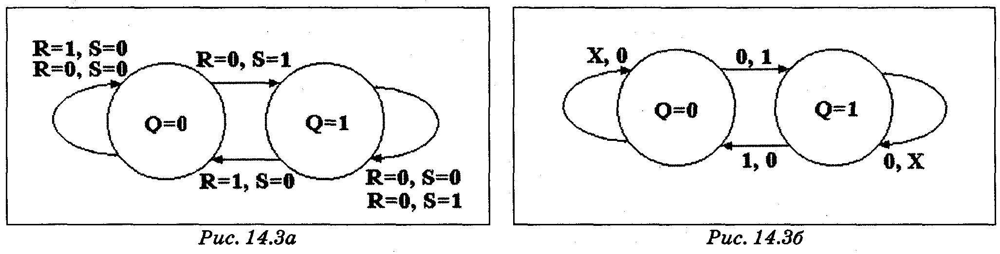 R=1, S=0
R=0, S=0
R=0, S=1
Q=0
Q=1
R=1, S=0
R=0, S=0
R=0, S=1
Рис. 14.3а
X, 0
0, 1
Q=0
Q=1
1, 0
0, X
Рис. 14.3б